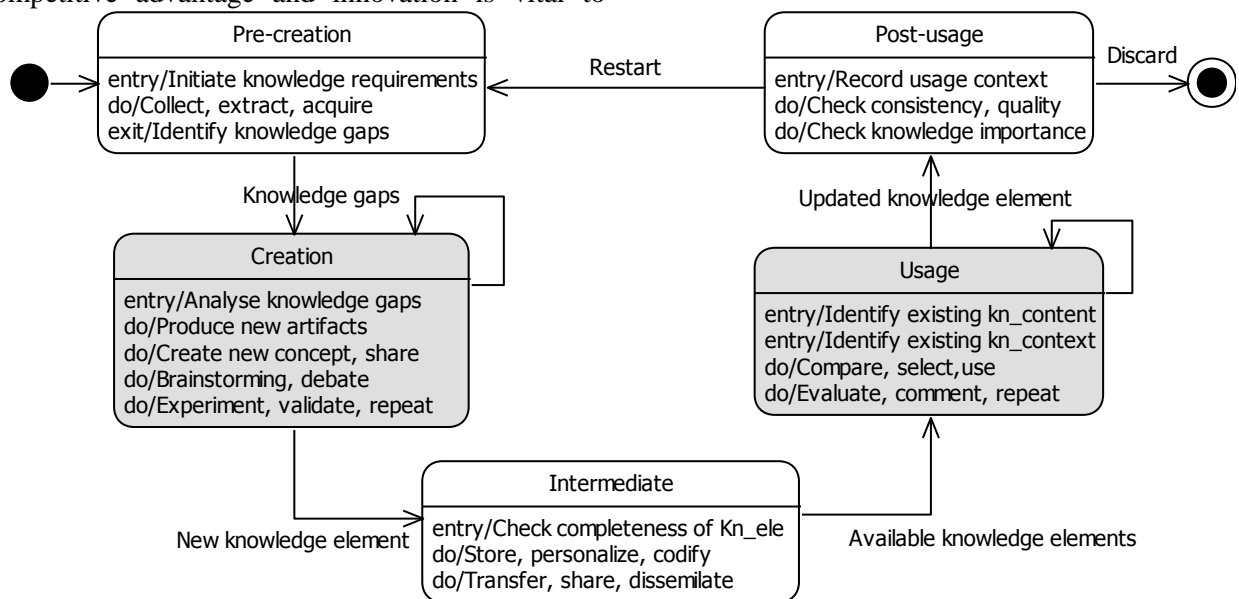 ompetitive advantage and innovation is vital to
Pre-creation
entry/Initiate knowledge requirements
do/Collect, extract, acquire
exit/Identify knowledge gaps
Restart
Post-usage
entry/Record usage context
do/Check consistency, quality
do/Check knowledge importance
Discard
Knowledge gaps
Updated knowledge element
Creation
entry/Analyse knowledge gaps
do/Produce new artifacts
do/Create new concept, share
do/Brainstorming, debate
do/Experiment, validate, repeat
Usage
entry/Identify existing kn_content
entry/Identify existing kn_context
do/Compare, select,use
do/Evaluate, comment, repeat
New knowledge element
Intermediate
entry/Check completeness of Kn_ele
do/Store, personalize, codify
do/Transfer, share, dissemilate
Available knowledge elements